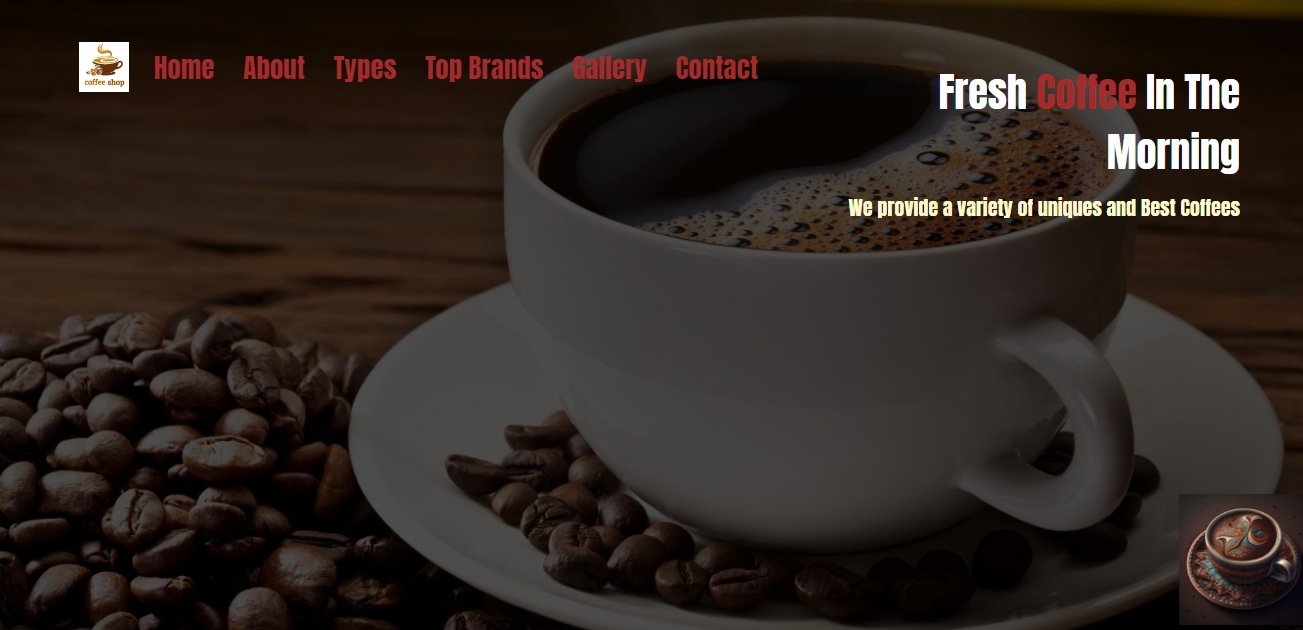 coffee shop
Home About Types Top Brands Gallery Contact
Fresh Coffee In The
Morning
We provide a variety of uniques and Best Coffees